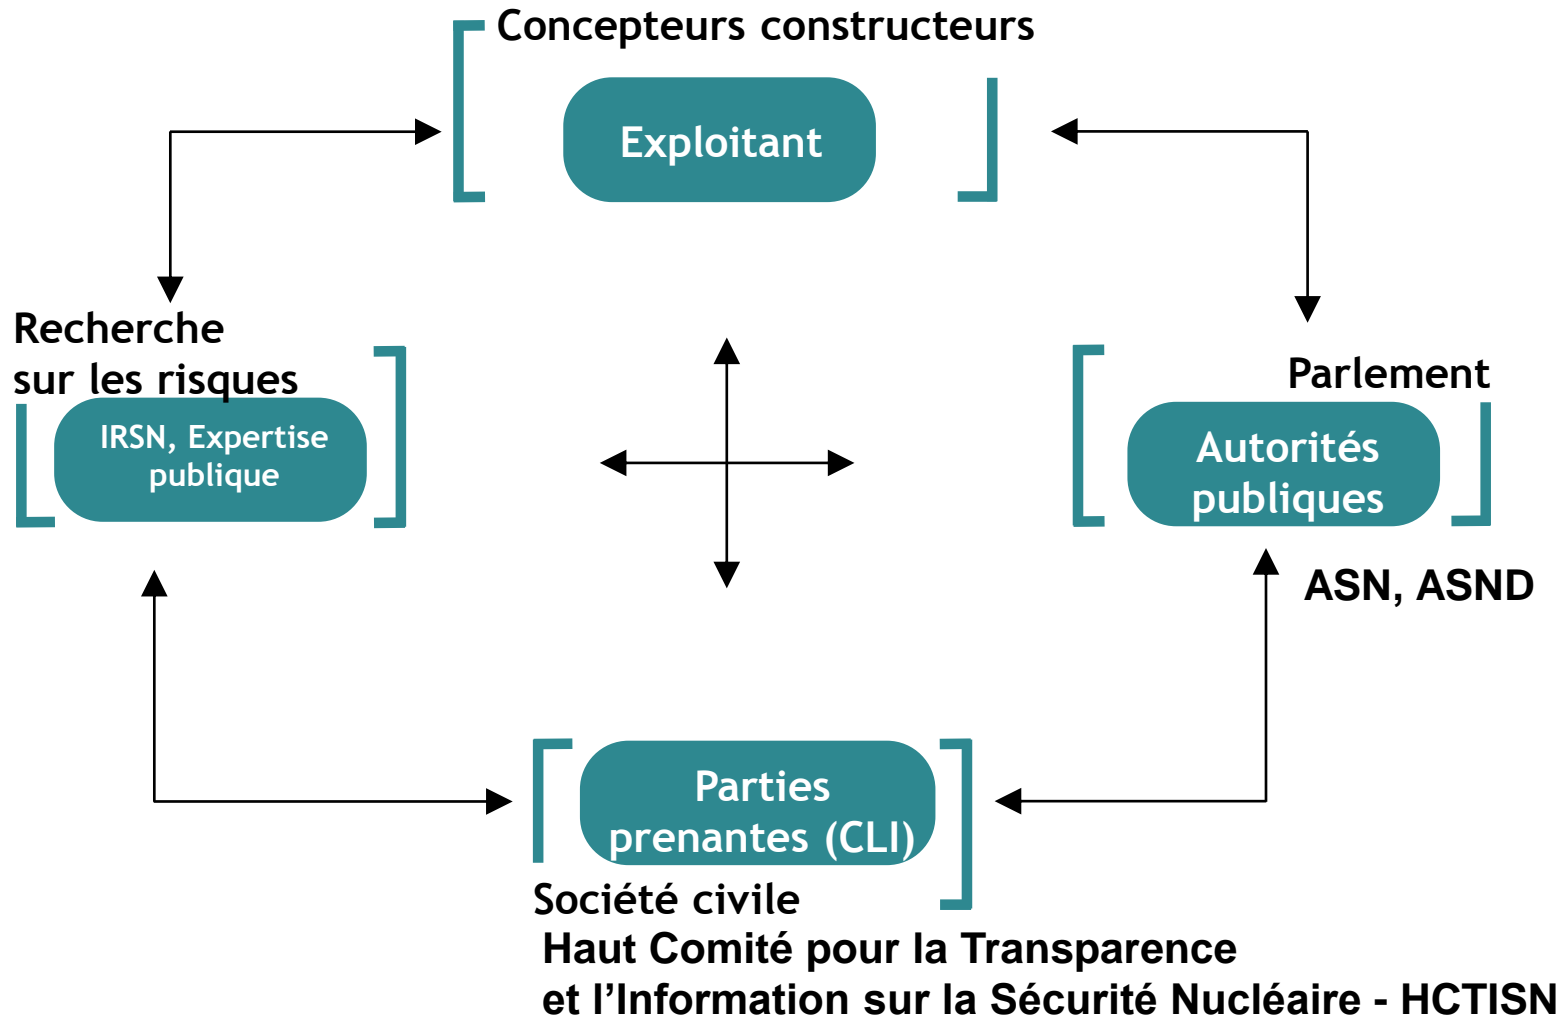 Concepteurs constructeurs
Exploitant
Recherche
sur les risques
IRSN, Expertise
publique
Parlement
Autorités
publiques
ASN, ASND
Parties
prenantes (CLI)
Société civile
Haut Comité pour la Transparence
et l’Information sur la Sécurité Nucléaire - HCTISN